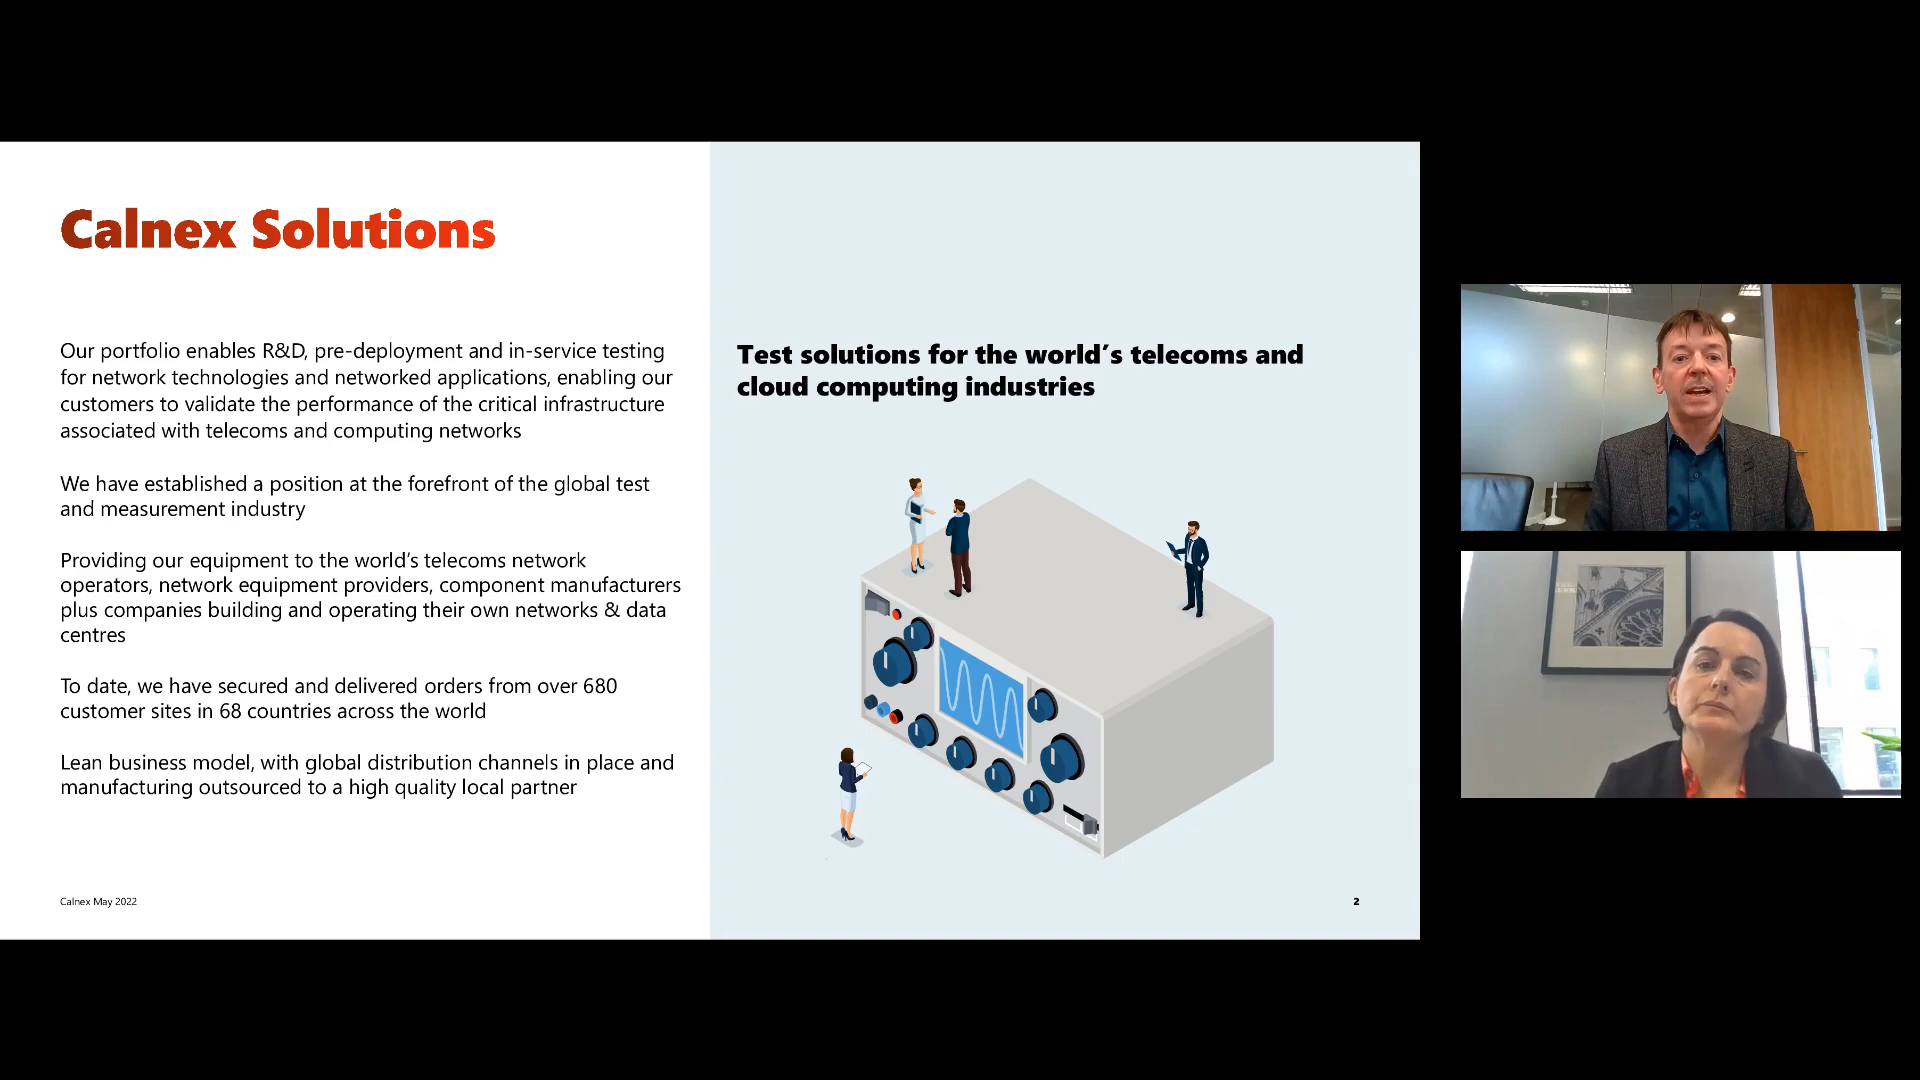 Calnex Solutions
Our portfolio enables R&D, pre-deployment and in-service testing
for network technologies and networked applications, enabling our
customers to validate the performance of the critical infrastructure
associated with telecoms and computing networks
We have established a position at the forefront of the global test
and measurement industry
Providing our equipment to the world’s telecoms network
operators, network equipment providers, component manufacturers
plus companies building and operating their own networks & data
centres
To date, we have secured and delivered orders from over 680
customer sites in 68 countries across the world
Lean business model, with global distribution channels in place and
manufacturing outsourced to a high quality local partner
Calnex May 2022
Test solutions for the world’s telecoms and
cloud computing industries
2